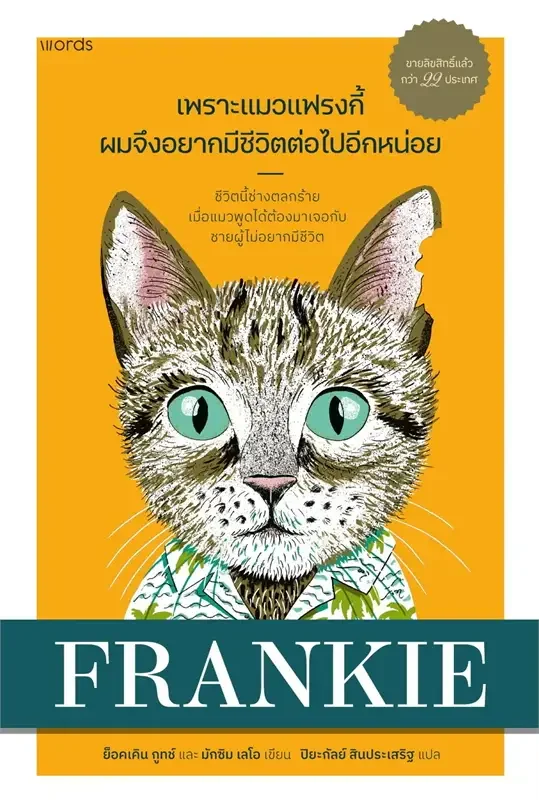 words
ขายลิขสิทธิ์แล้ว
กว่า 22 ประเทศ
เพราะแมวแฟรงกี้
ผมจึงอยากมีชีวิตต่อไปอีกหน่อย
ชีวิตนี้ช่างตลกร้าย
เมื่อแมวพูดได้ต้องมาเจอกับ
ชายผู้ไม่อยากมีชีวิต
FRANKIE
ย็อคเคิน กูทช์ และ มักซิม เลโอ เขียน ปิยะกัลย์ สินประเสริฐ แปล